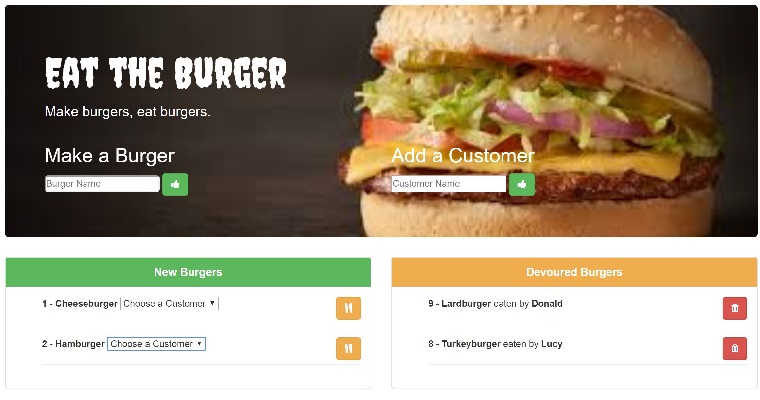 EAT THE BURGER
Make burgers, eat burgers.
Make a Burger
Burger Name
Add a Customer
Customer Name
New Burgers
1 - Cheeseburger Choose a Customer
2 - Hamburger Choose a Customer
Devoured Burgers
9 - Lardburger eaten by Donald
8 - Turkeyburger eaten by Lucy